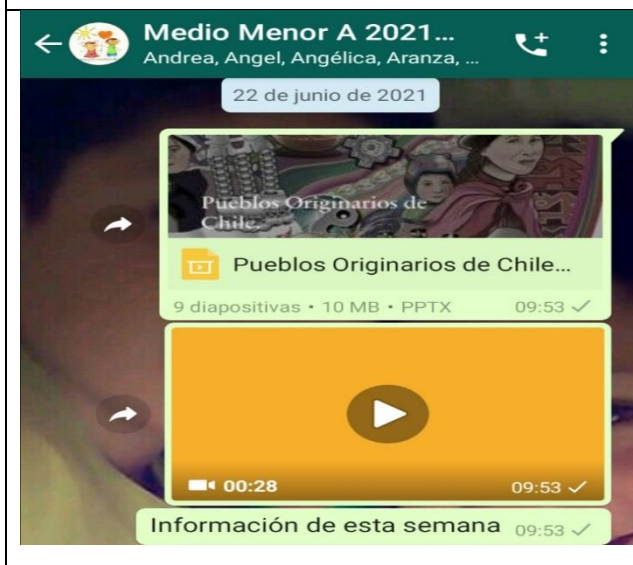 Medio Menor A 2021...
Andrea, Angel, Angélica, Aranza, ...
22 de junio de 2021
Pueblos Originarios de
Chile.
Pueblos Originarios de Chile...
9 diapositivas • 10 MB • PPTX 09:53
00:28 09:53
Información de esta semana 09:53